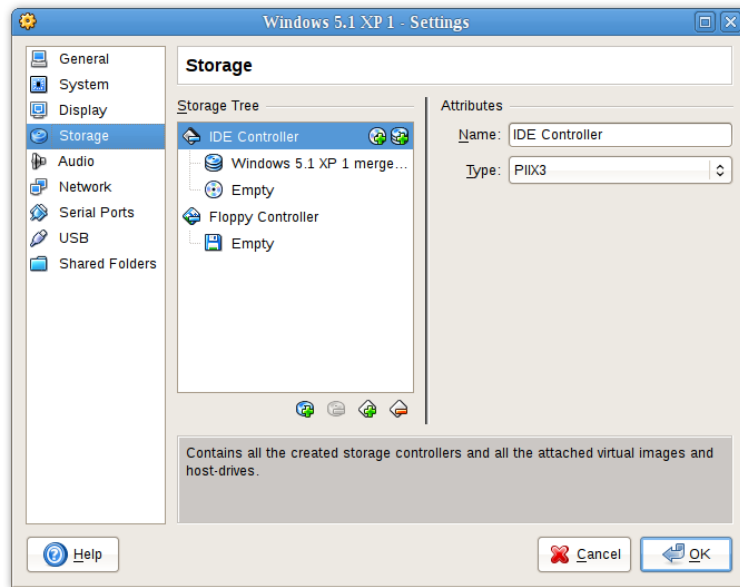 Windows 5.1 XP 1 - Settings
General
System
Display
Storage
Audio
Network
Serial Ports
USB
Shared Folders
Storage
Storage Tree
IDE Controller
Windows 5.1 XP 1 merge...
Empty
Floppy Controller
Empty
Attributes
Name: IDE Controller
Type: PIIX3
Contains all the created storage controllers and all the attached virtual images and
host-drives.
Help
Cancel
OK